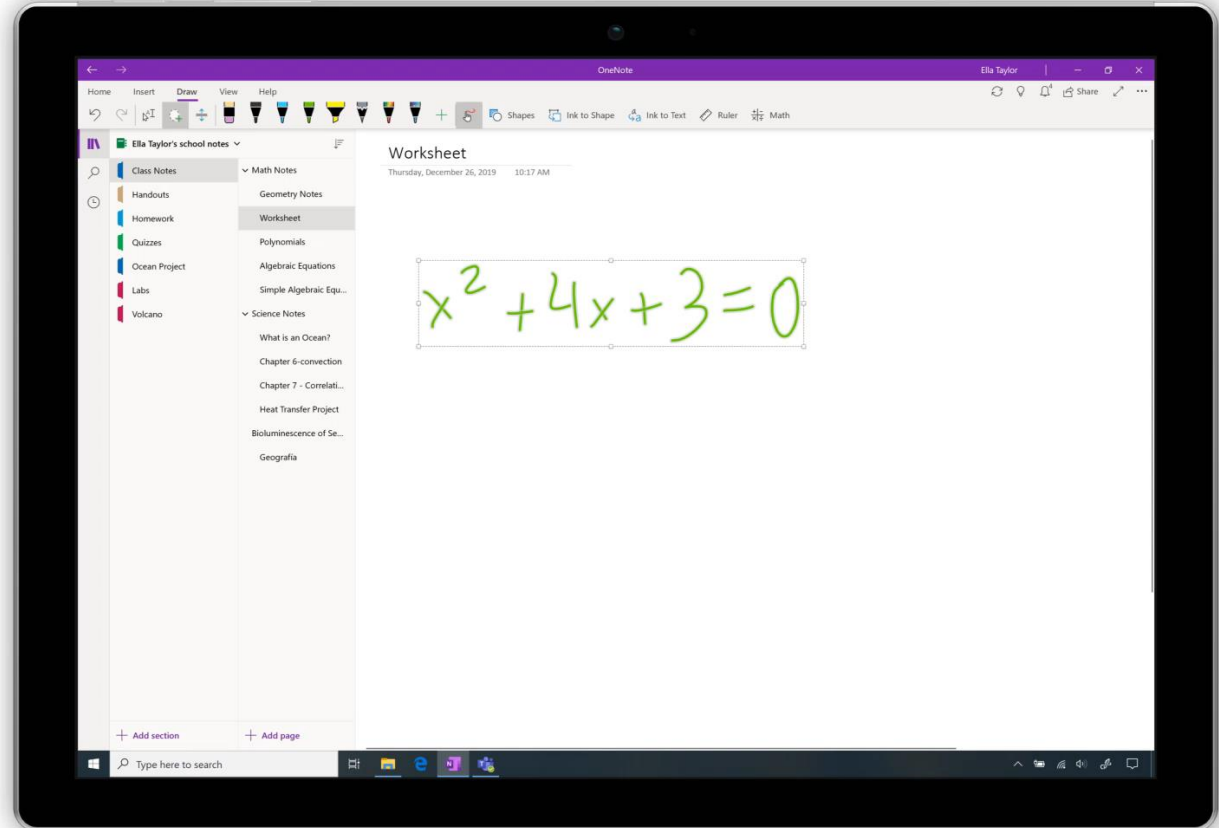 OneNote
Ella Taylor
Home Insert Draw View Help
4 Share
Shapes Ink to Shape Ink to Text Ruler Math
Ella Taylor's school notes
Class Notes
Handouts
Homework
Quizzes
Ocean Project
Labs
Volcano
Add section
Math Notes
Geometry Notes
Worksheet
Polynomials
Algebraic Equations
Simple Algebraic Equ...
Science Notes
What is an Ocean?
Chapter 6-convection
Chapter 7 - Correlati...
Heat Transfer Project
Bioluminescence of Se...
Geografía
Add page
Worksheet
Thursday, December 26, 2019 10:17 AM
x² + 4x + 3 = 0
Type here to search